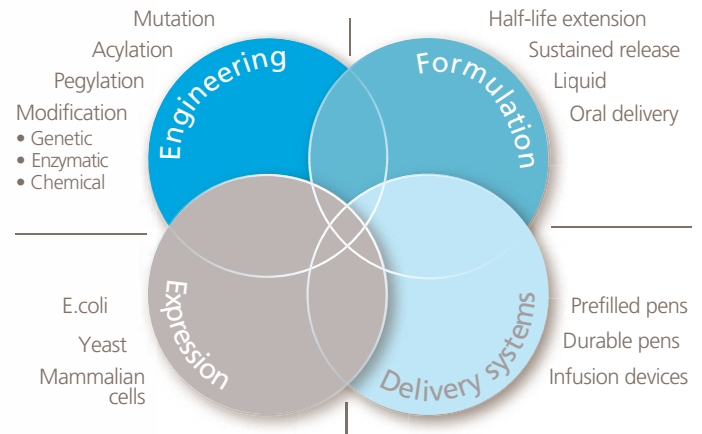 Mutation
Acylation
Pegylation
Modification
• Genetic
• Enzymatic
• Chemical
Engineering
Formulation
Half-life extension
Sustained release
Liquid
Oral delivery
E.coli
Yeast
Mammalian
cells
Expression
Delivery systems
Prefilled pens
Durable pens
Infusion devices